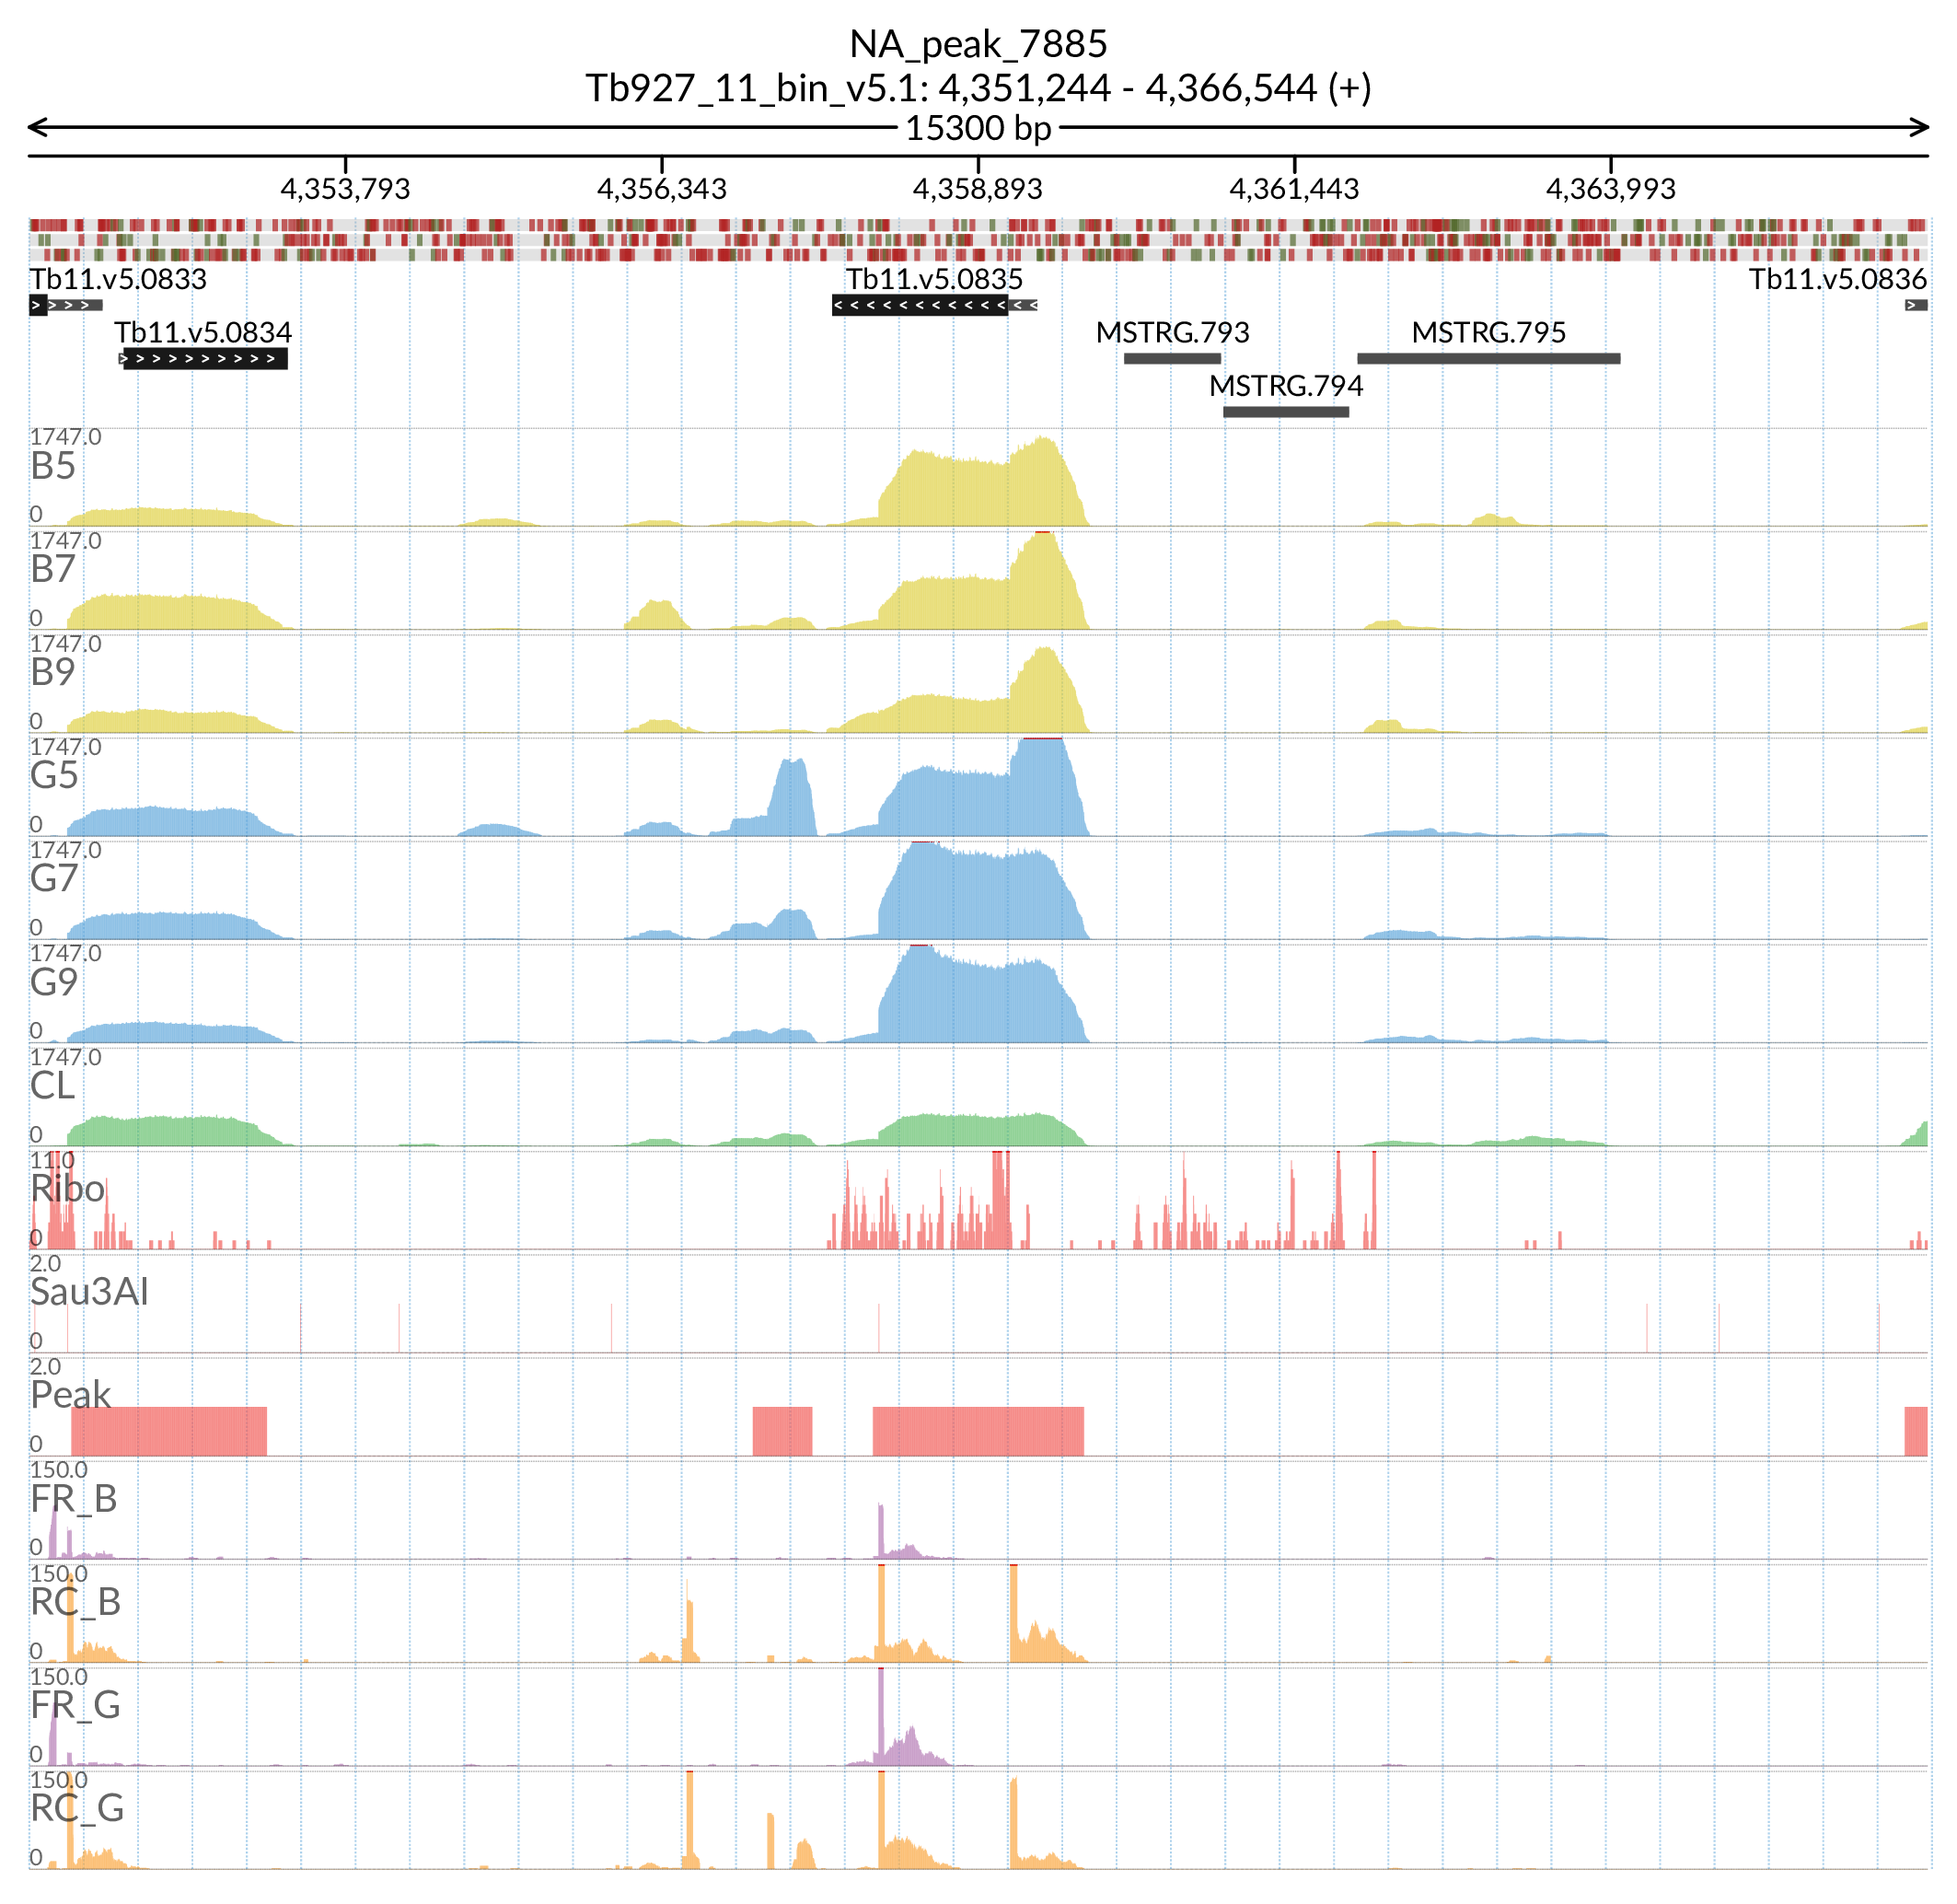 NA_peak_7885
Tb927_11_bin_v5.1: 4,351,244 - 4,366,544 (+)
15300 bp
4,353,793 4,356,343 4,358,893 4,361,443 4,363,993
Tb11.v5.0833 Tb11.v5.0835 Tb11.v5.0836
Tb11.v5.0834 MSTRG.793 MSTRG.795
MSTRG.794
1747.0
B5
0
1747.0
B7
0
1747.0
B9
0
1747.0
G5
0
1747.0
G7
0
1747.0
G9
0
1747.0
CL
0
11.0
Ribo
0
2.0
Sau3AI
0
2.0
Peak
0
150.0
FR_B
0
150.0
RC_B
0
150.0
FR_G
0
150.0
RC_G
0